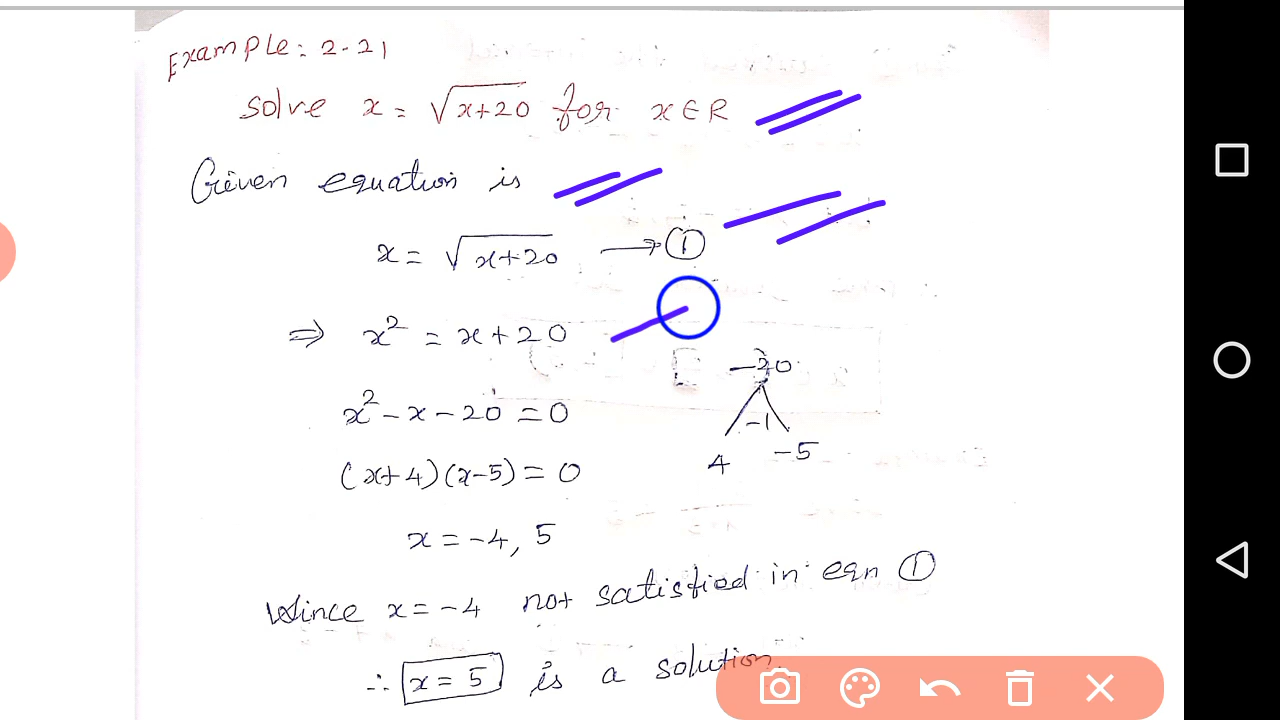 Example: 2.21
Solve x = √x+20 for x∈R
Given equation is
x = √x+20 → ①
⇒ x² = x+20
-20
x² - x - 20 = 0
-1
4 -5
(x+4)(x-5) = 0
x = -4, 5
Since x = -4 not satisfied in eqn ①
∴ x = 5 is a solution.